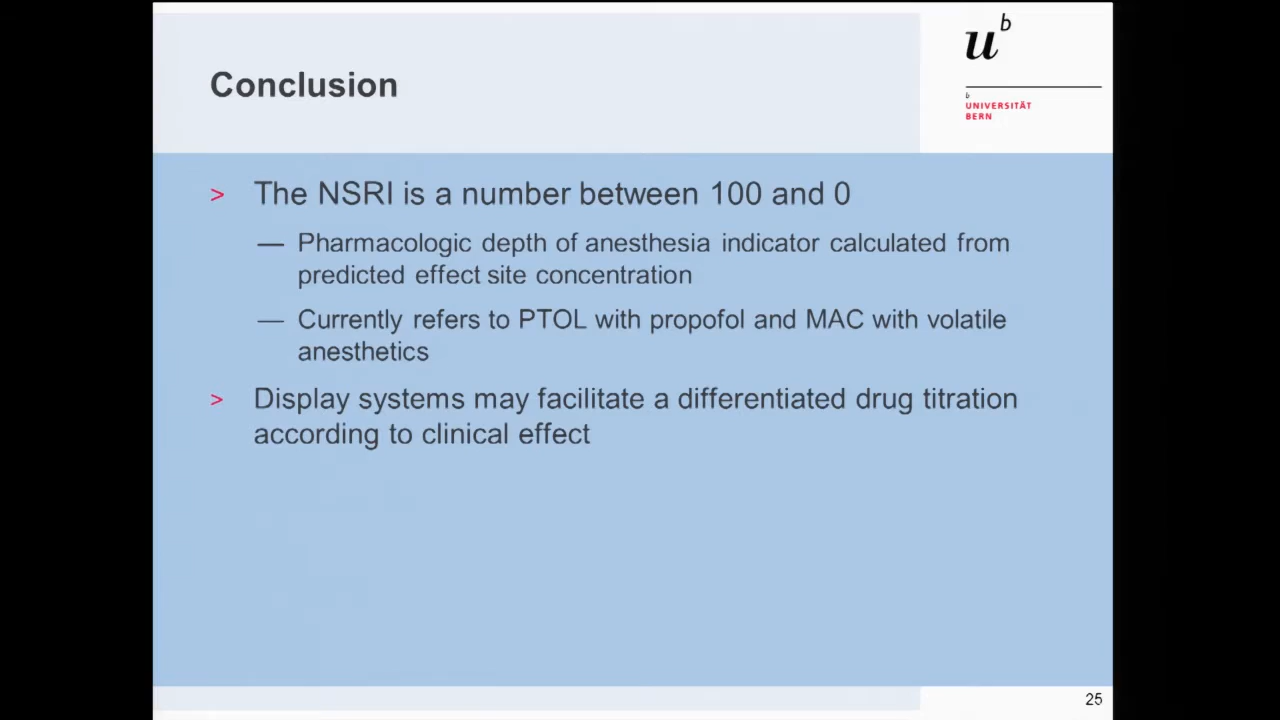 Conclusion
u b
b
UNIVERSITÄT
BERN
> The NSRI is a number between 100 and 0
— Pharmacologic depth of anesthesia indicator calculated from
predicted effect site concentration
— Currently refers to PTOL with propofol and MAC with volatile
anesthetics
> Display systems may facilitate a differentiated drug titration
according to clinical effect
25